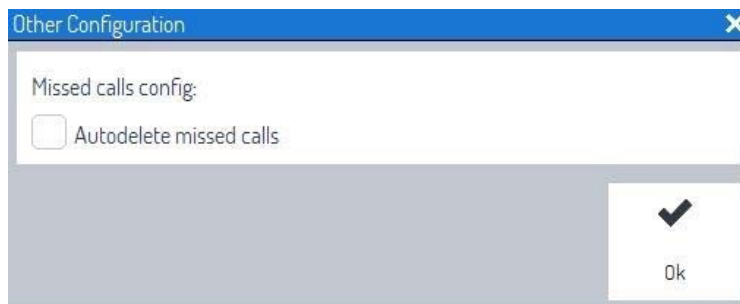 Other Configuration
Missed calls config:
Autodelete missed calls
Ok